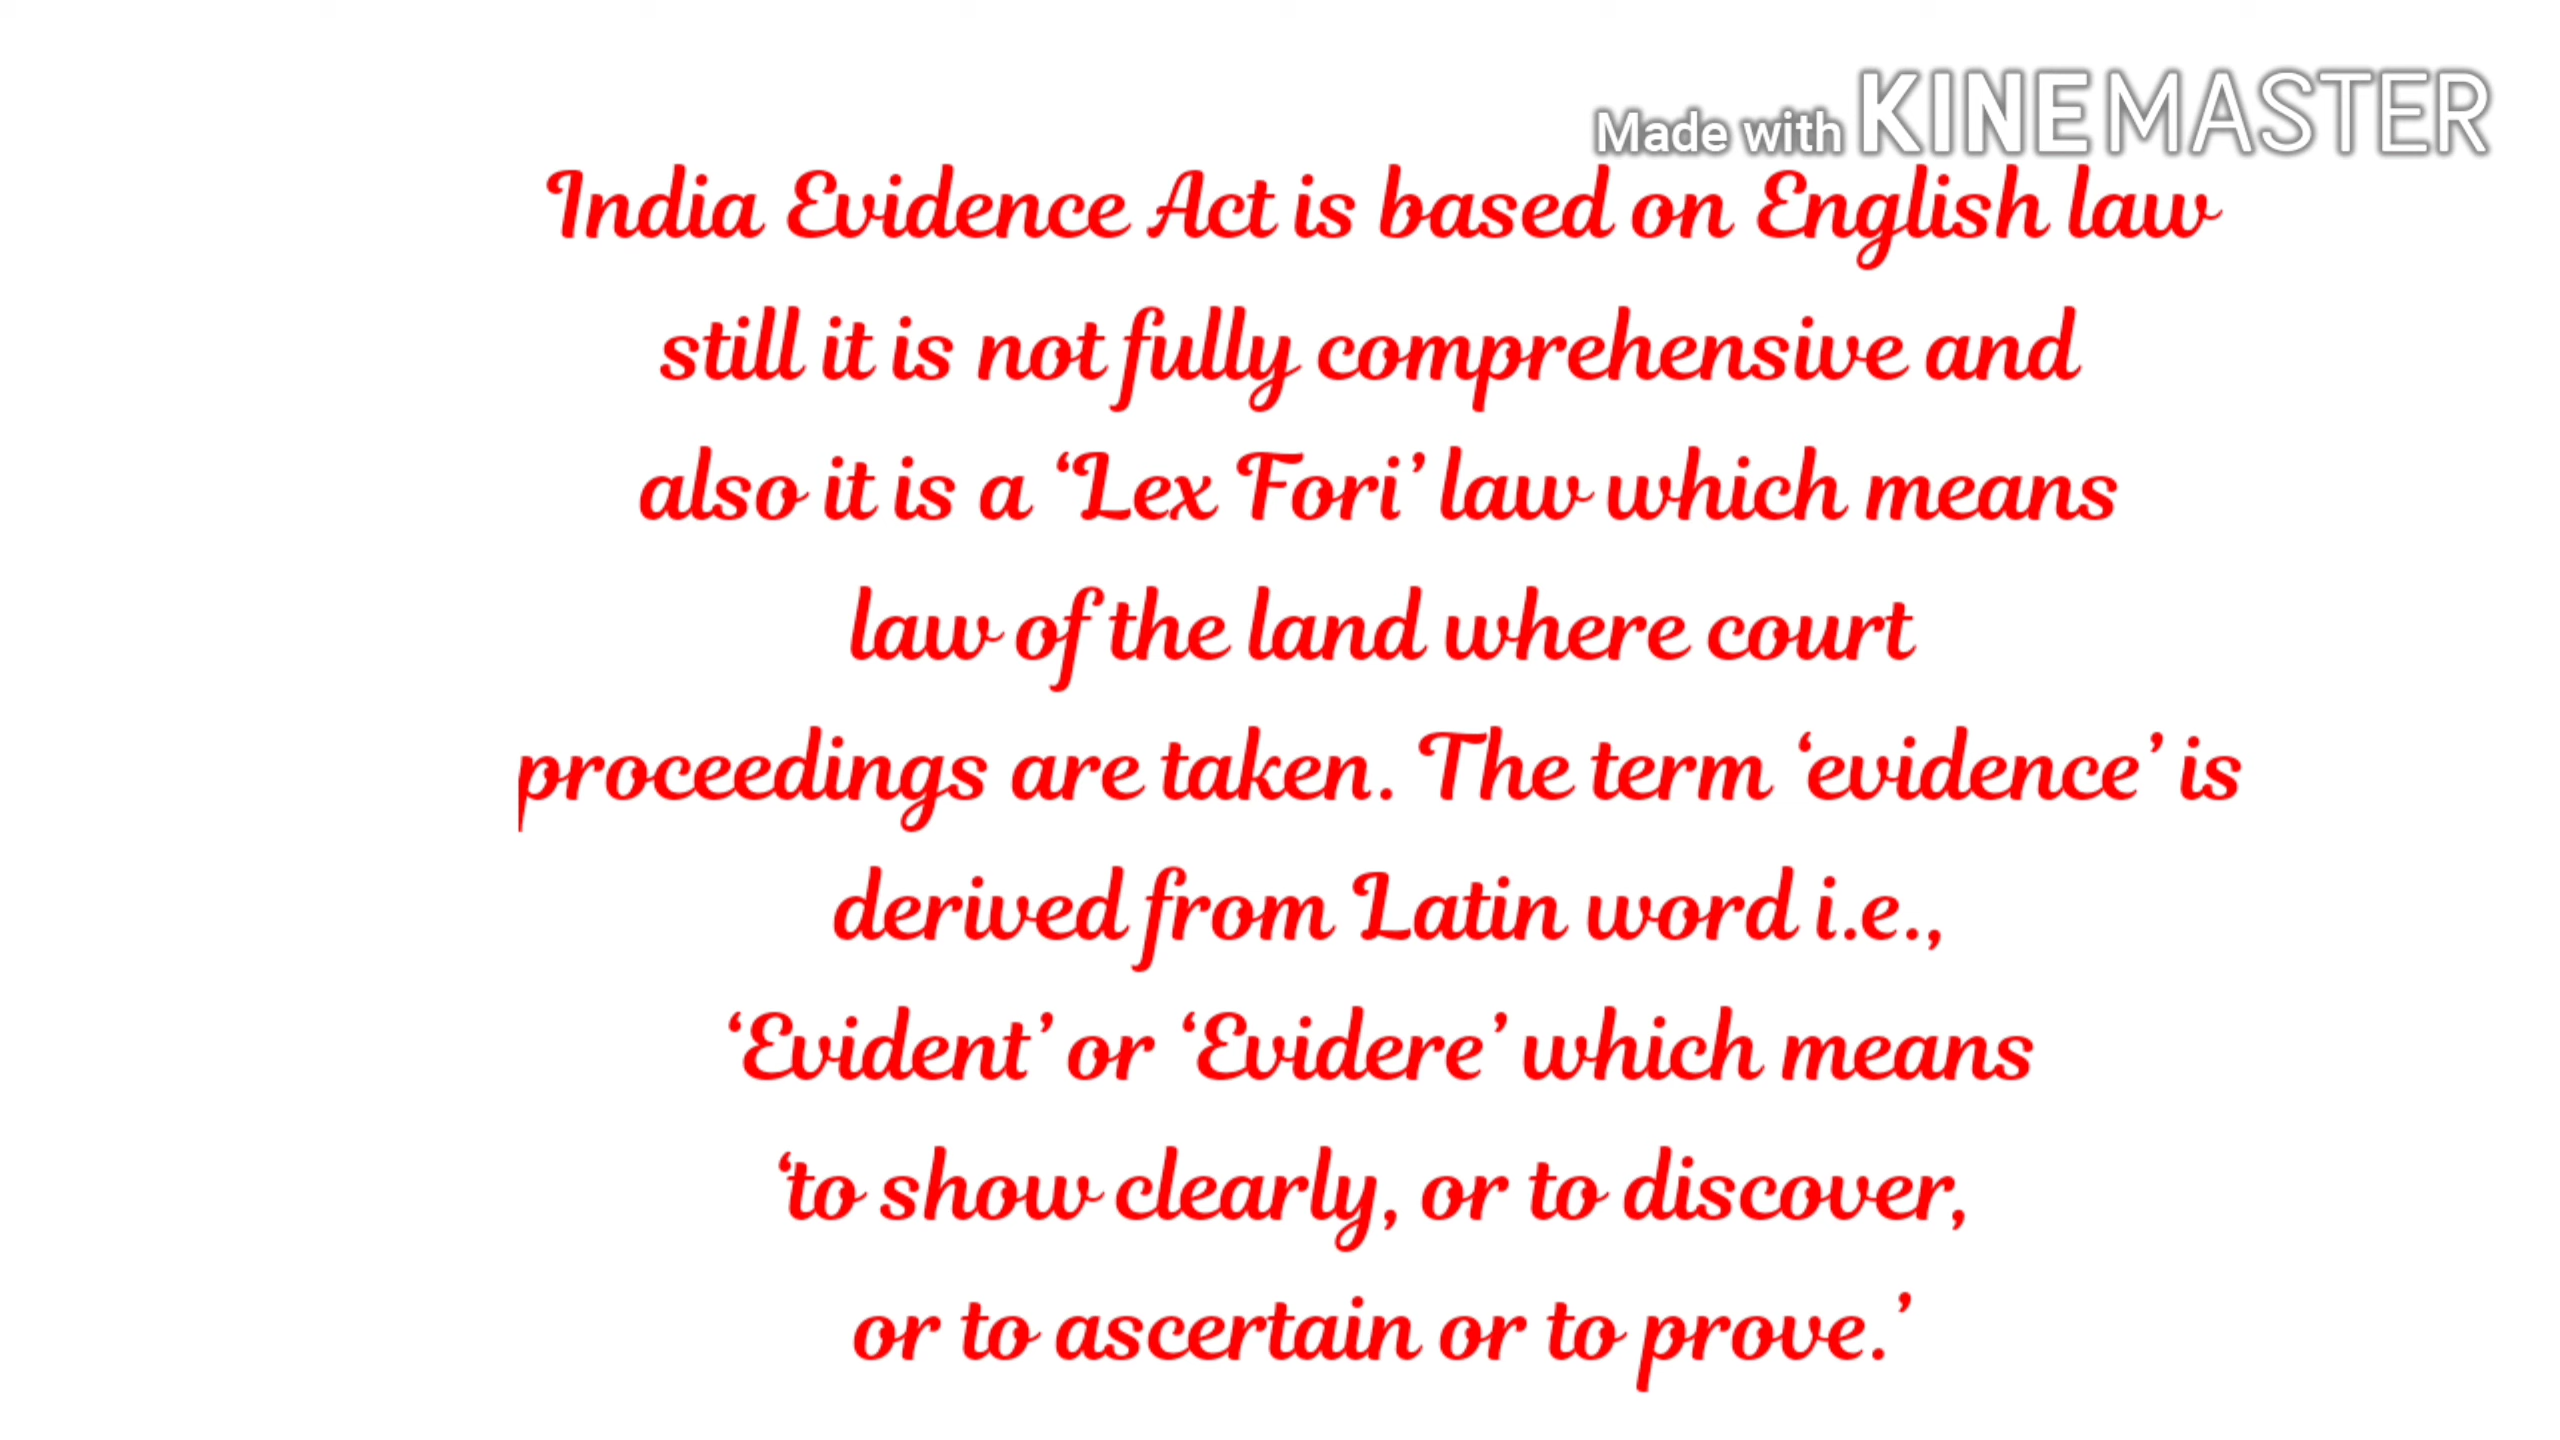 Made with KINEMASTER
India Evidence Act is based on English law
still it is not fully comprehensive and
also it is a ‘Lex Fori’ law which means
law of the land where court
proceedings are taken. The term ‘evidence’ is
derived from Latin word i.e.,
‘Evident’ or ‘Evidere’ which means
‘to show clearly, or to discover,
or to ascertain or to prove.’